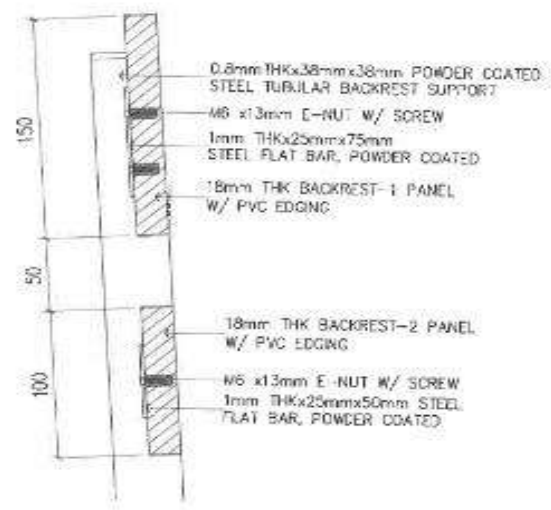 0.8mm THKx38mmx38mm POWDER COATED
STEEL TUBULAR BACKREST SUPPORT
M6 x13mm E-NUT W/ SCREW
1mm THKx25mmx75mm
STEEL FLAT BAR, POWDER COATED
18mm THK BACKREST-1 PANEL
W/ PVC EDGING
150
50
18mm THK BACKREST-2 PANEL
W/ PVC EDGING
M6 x13mm E-NUT W/ SCREW
1mm THKx25mmx50mm STEEL
FLAT BAR, POWDER COATED
100